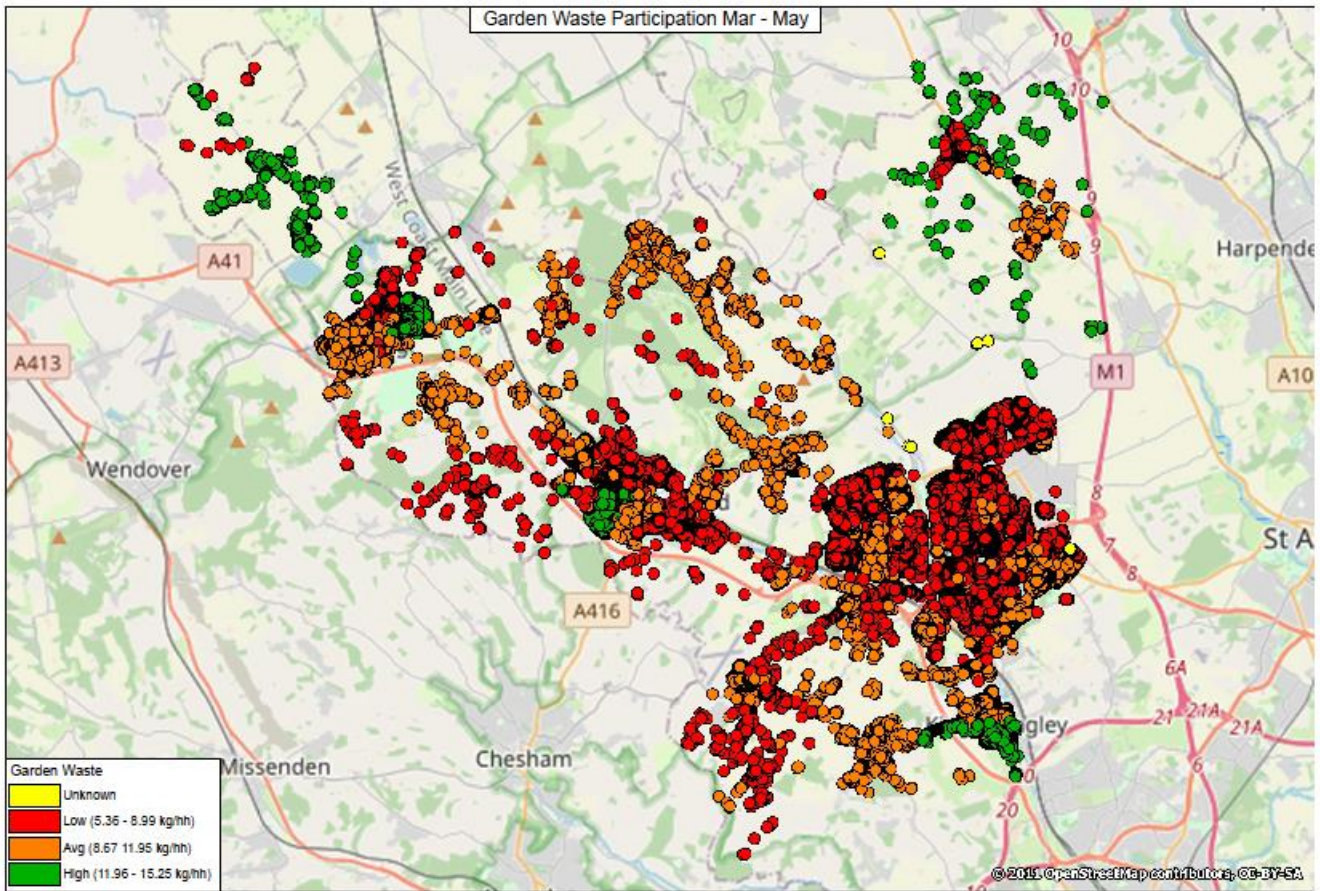 Garden Waste Participation Mar - May
10
10
West Coast Main Line
A41
9
9
Harpende
A413
M1
A10
Wendover
8
7
8
St A
A416
6A
21
21A
21A
gley
Chesham
Missenden
6
20
Garden Waste
Unknown
Low (5.36 - 8.99 kg/hh)
Avg (8.67 11.95 kg/hh)
High (11.96 - 15.25 kg/hh)
© 2011 OpenStreetMap contributors, CC-BY-SA